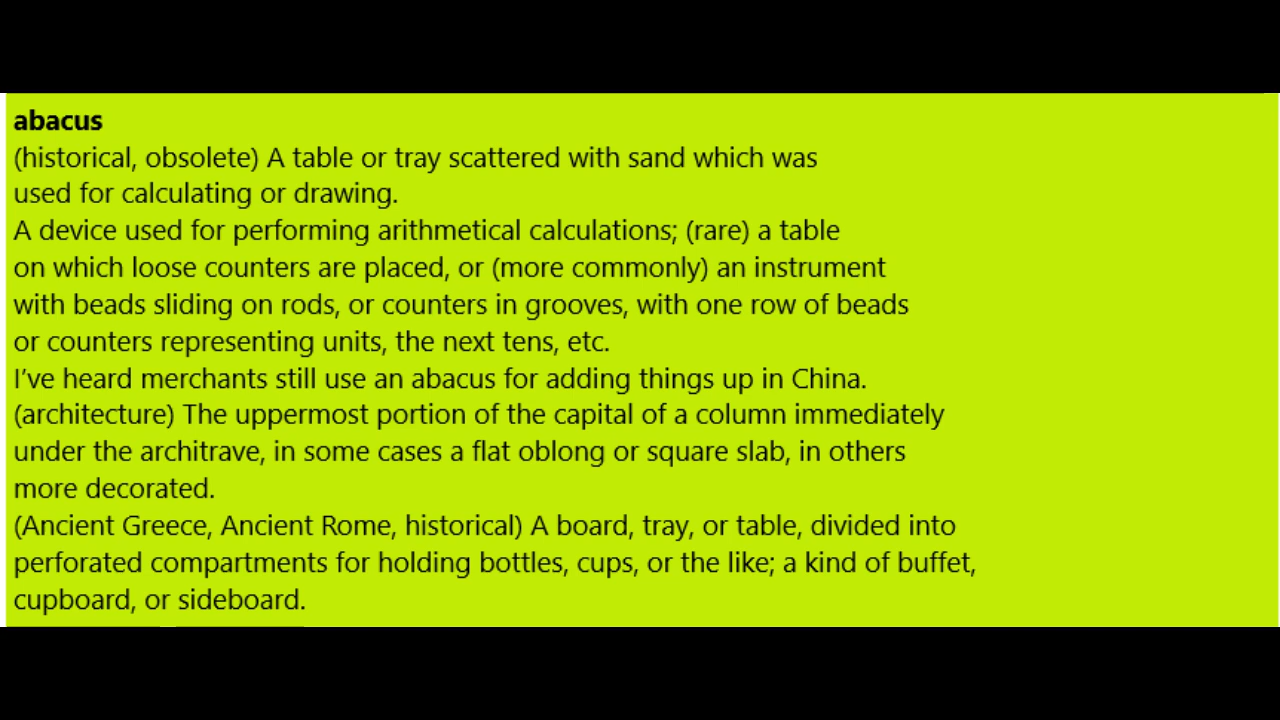 abacus
(historical, obsolete) A table or tray scattered with sand which was
used for calculating or drawing.
A device used for performing arithmetical calculations; (rare) a table
on which loose counters are placed, or (more commonly) an instrument
with beads sliding on rods, or counters in grooves, with one row of beads
or counters representing units, the next tens, etc.
I’ve heard merchants still use an abacus for adding things up in China.
(architecture) The uppermost portion of the capital of a column immediately
under the architrave, in some cases a flat oblong or square slab, in others
more decorated.
(Ancient Greece, Ancient Rome, historical) A board, tray, or table, divided into
perforated compartments for holding bottles, cups, or the like; a kind of buffet,
cupboard, or sideboard.